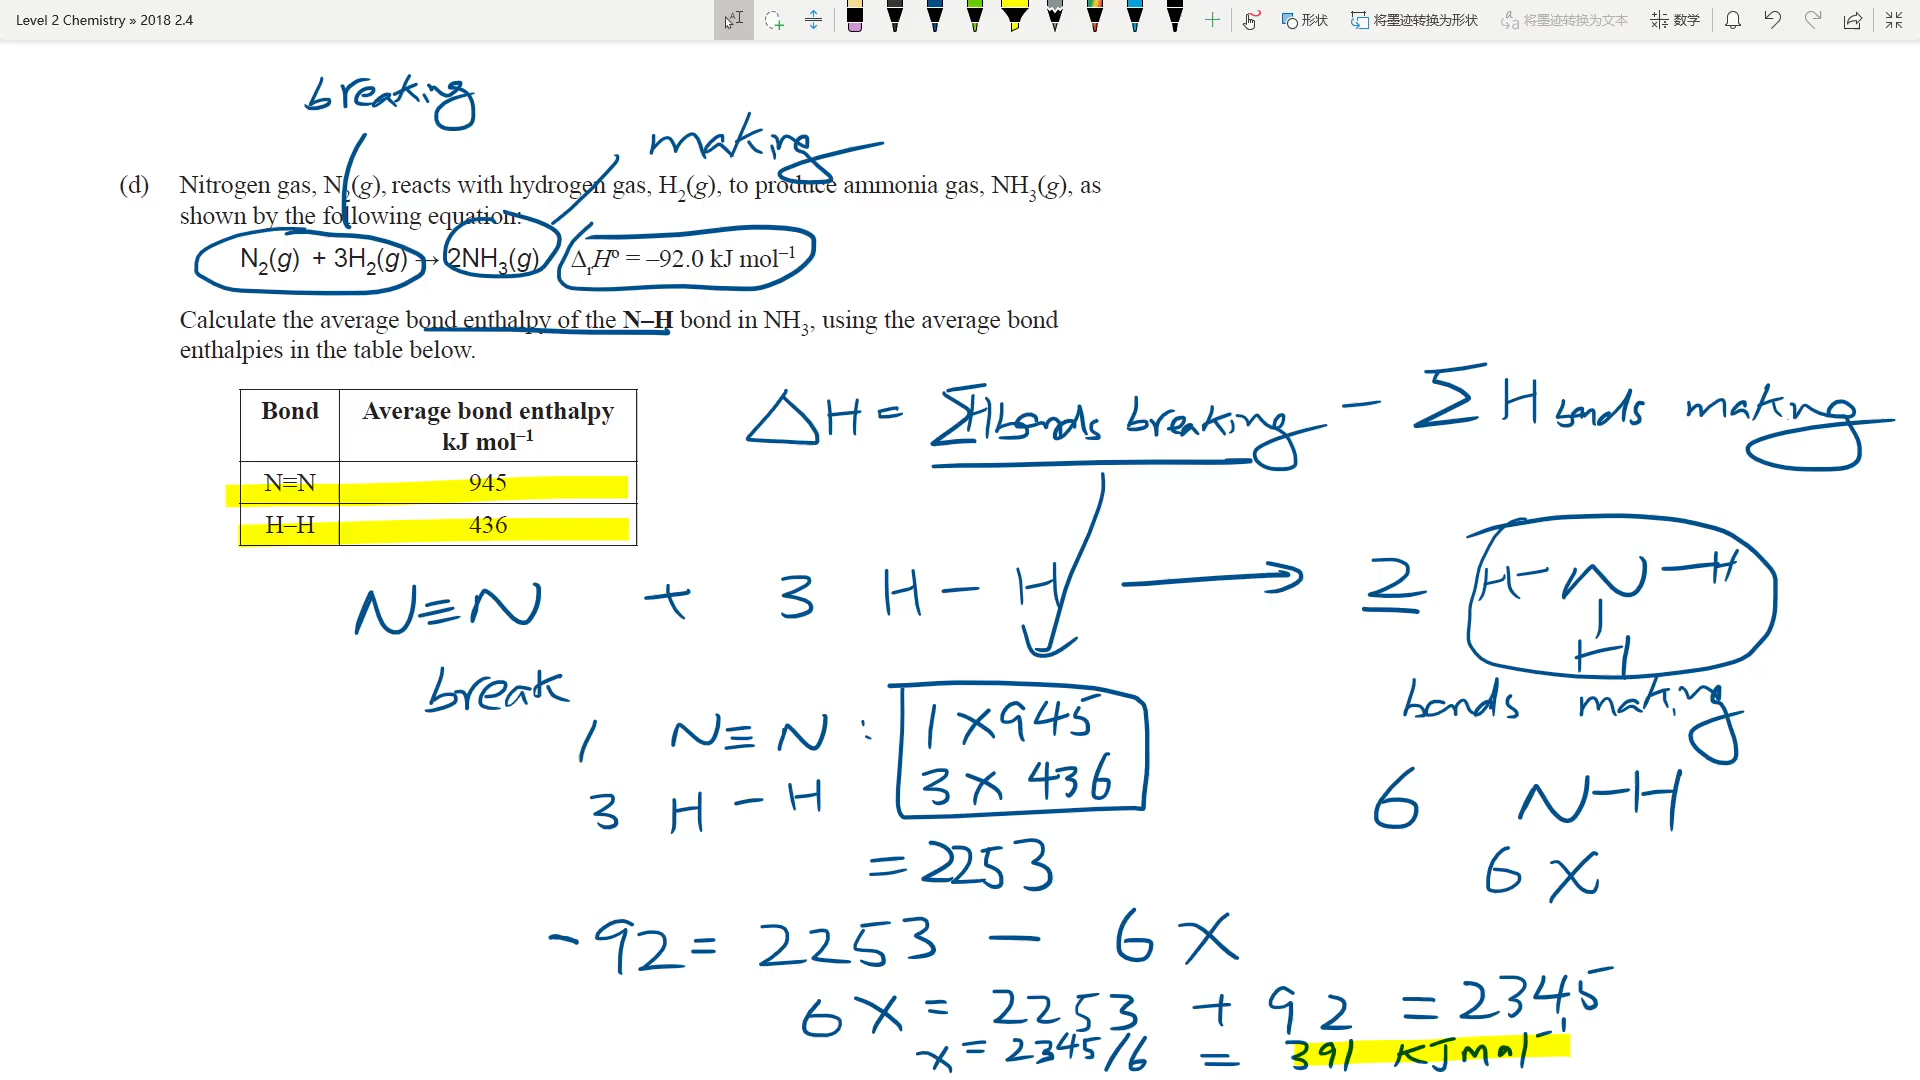 Level 2 Chemistry » 2018 2.4
形状 将墨迹转换为形状 将墨迹转换为文本 数学
breaking
making
(d) Nitrogen gas, N₂(g), reacts with hydrogen gas, H₂(g), to produce ammonia gas, NH₃(g), as
shown by the following equation:
N₂(g) + 3H₂(g) → 2NH₃(g) ΔᵣHº = –92.0 kJ mol⁻¹
Calculate the average bond enthalpy of the N–H bond in NH₃, using the average bond
enthalpies in the table below.
Bond Average bond enthalpy
kJ mol⁻¹
N≡N 945
H–H 436
ΔH = ΣH bonds breaking − ΣH bonds making
N≡N + 3 H−H ⟶ 2 H−N−H
H
break
bonds making
1 N≡N : 1×945
3 H−H 3×436
6 N−H
= 2253
6x
-92 = 2253 − 6x
6x = 2253 + 92 = 2345
x = 2345/6 = 391 KJmol⁻¹